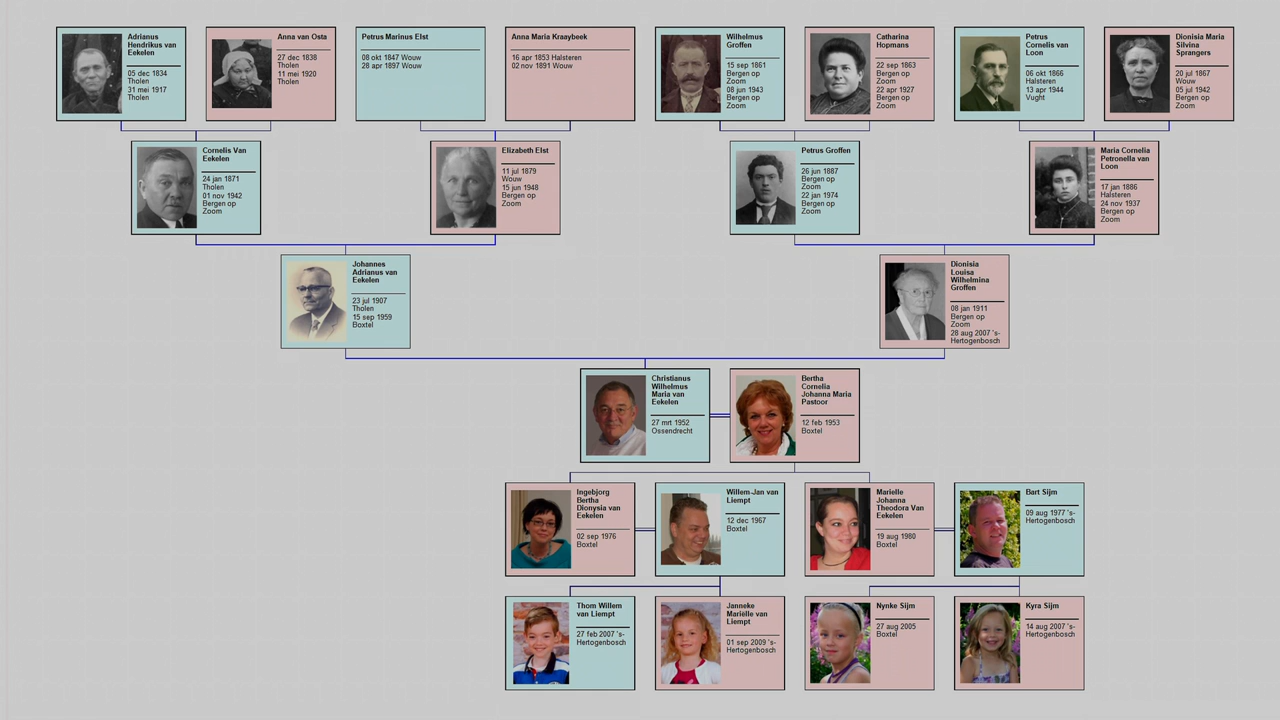 Adrianus
Hendrikus van
Eekelen
05 dec 1834
Tholen
31 mei 1917
Tholen
Anna van Osta
27 dec 1838
Tholen
11 mei 1920
Tholen
Petrus Marinus Elst
08 okt 1847 Wouw
28 apr 1897 Wouw
Anna Maria Kraaybeek
16 apr 1853 Halsteren
02 nov 1891 Wouw
Wilhelmus
Groffen
15 sep 1861
Bergen op
Zoom
08 jun 1943
Bergen op
Zoom
Catharina
Hopmans
22 sep 1863
Bergen op
Zoom
22 apr 1927
Bergen op
Zoom
Petrus
Cornelis van
Loon
06 okt 1866
Halsteren
13 apr 1944
Vught
Dionisia Maria
Silvina
Sprangers
20 jul 1867
Wouw
05 jul 1942
Bergen op
Zoom
Cornelis Van
Eekelen
24 jan 1871
Tholen
01 nov 1942
Bergen op
Zoom
Elizabeth Elst
11 jul 1879
Wouw
15 jun 1948
Bergen op
Zoom
Petrus Groffen
26 jun 1887
Bergen op
Zoom
22 jan 1974
Bergen op
Zoom
Maria Cornelia
Petronella van
Loon
17 jan 1886
Halsteren
24 nov 1937
Bergen op
Zoom
Johannes
Adrianus van
Eekelen
23 jul 1907
Tholen
15 sep 1959
Boxtel
Dionisia
Louisa
Wilhelmina
Groffen
08 jan 1911
Bergen op
Zoom
28 aug 2007 's-
Hertogenbosch
Christianus
Wilhelmus
Maria van
Eekelen
27 mrt 1952
Ossendrecht
Bertha
Cornelia
Johanna Maria
Pastoor
12 feb 1953
Boxtel
Ingebjorg
Bertha
Dionysia van
Eekelen
02 sep 1976
Boxtel
Willem-Jan van
Liempt
12 dec 1967
Boxtel
Marielle
Johanna
Theodora Van
Eekelen
19 aug 1980
Boxtel
Bart Sijm
09 aug 1977 's-
Hertogenbosch
Thom Willem
van Liempt
27 feb 2007 's-
Hertogenbosch
Janneke
Mariëlle van
Liempt
01 sep 2009 's-
Hertogenbosch
Nynke Sijm
27 aug 2005
Boxtel
Kyra Sijm
14 aug 2007 's-
Hertogenbosch